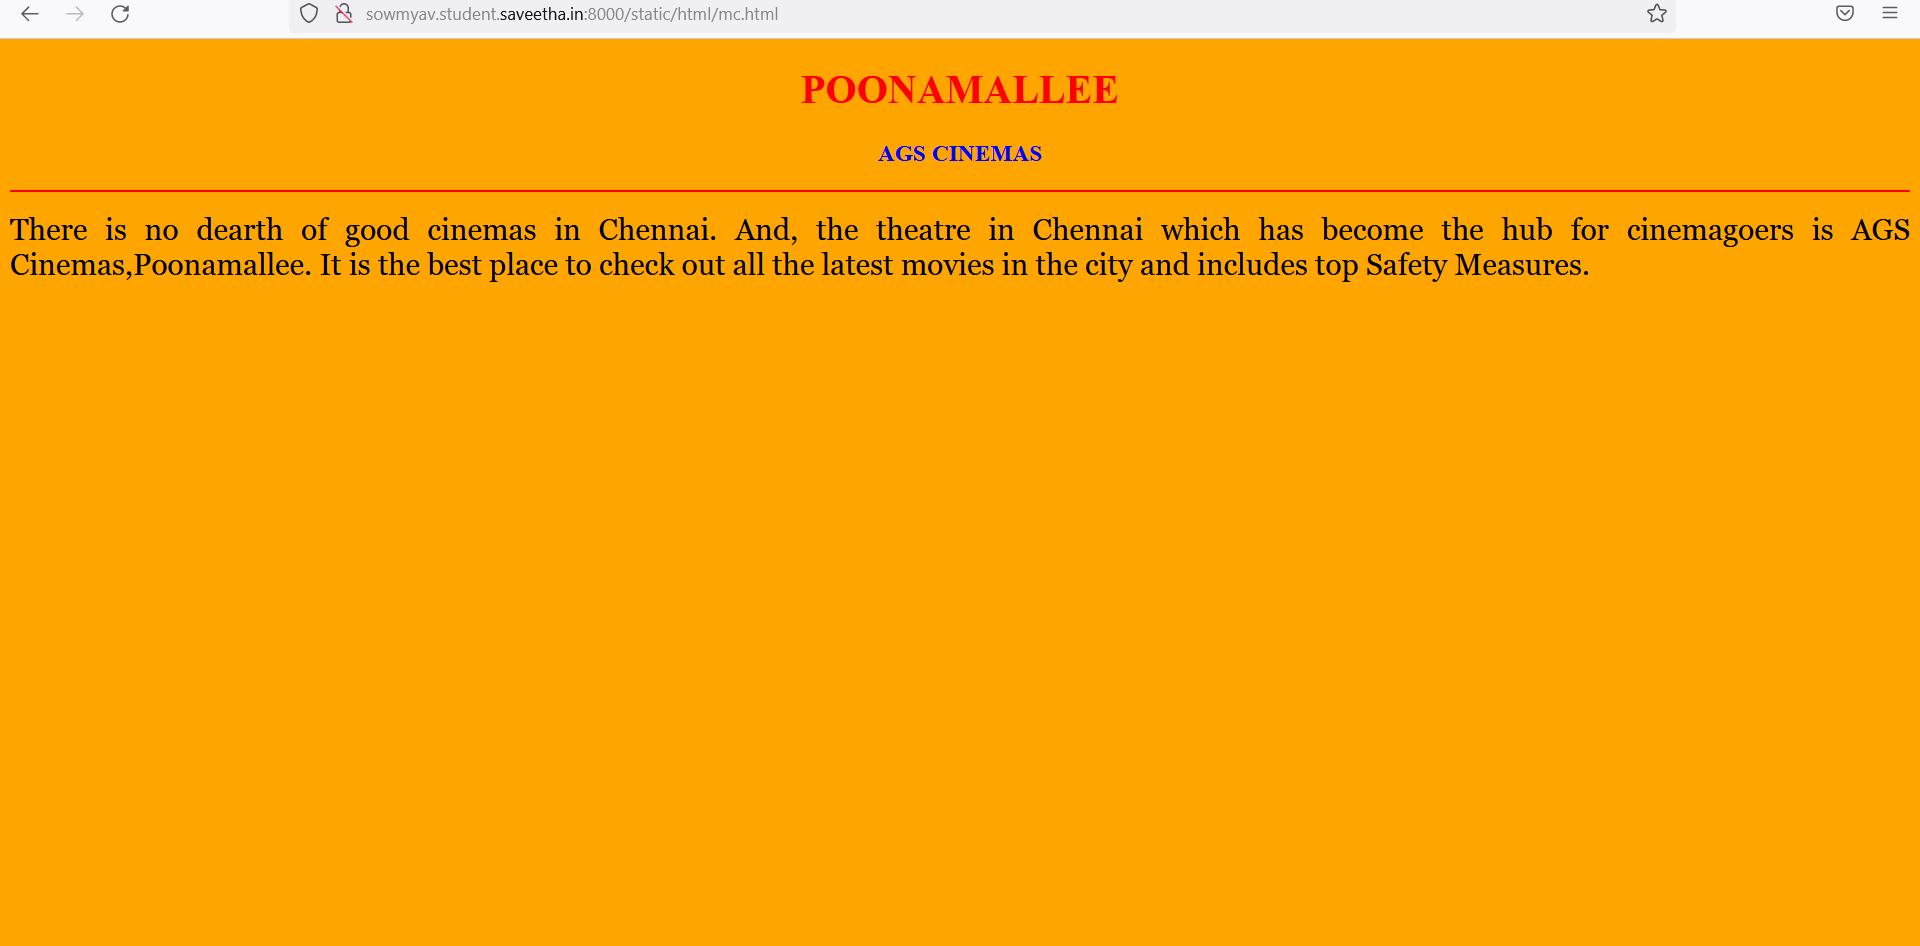 sowmyav.student.saveetha.in:8000/static/html/mc.html
POONAMALLEE
AGS CINEMAS
There is no dearth of good cinemas in Chennai. And, the theatre in Chennai which has become the hub for cinemagoers is AGS
Cinemas,Poonamallee. It is the best place to check out all the latest movies in the city and includes top Safety Measures.